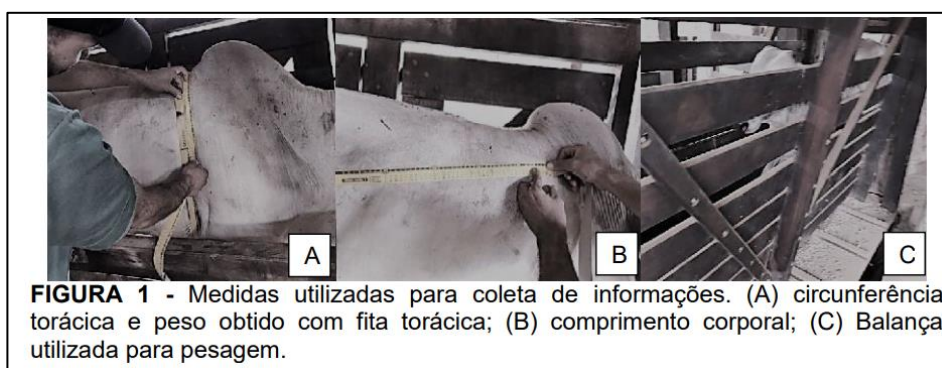 A
B
C
FIGURA 1 - Medidas utilizadas para coleta de informações. (A) circunferência
torácica e peso obtido com fita torácica; (B) comprimento corporal; (C) Balança
utilizada para pesagem.